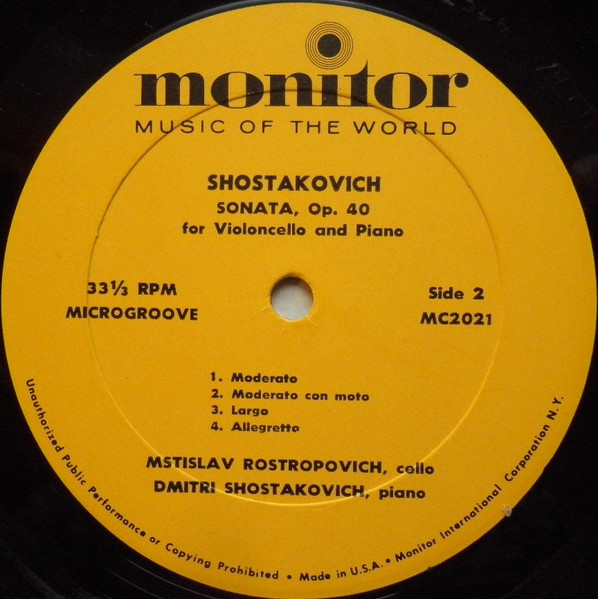 monitor
MUSIC OF THE WORLD
SHOSTAKOVICH
SONATA, Op. 40
for Violoncello and Piano
33⅓ RPM
MICROGROOVE
Side 2
MC2021
1. Moderato
2. Moderato con moto
3. Largo
4. Allegretto
MSTISLAV ROSTROPOVICH, cello
DMITRI SHOSTAKOVICH, piano
Unauthorized Public Performance or Copying Prohibited • Made in U.S.A. • Monitor International Corporation N.Y.